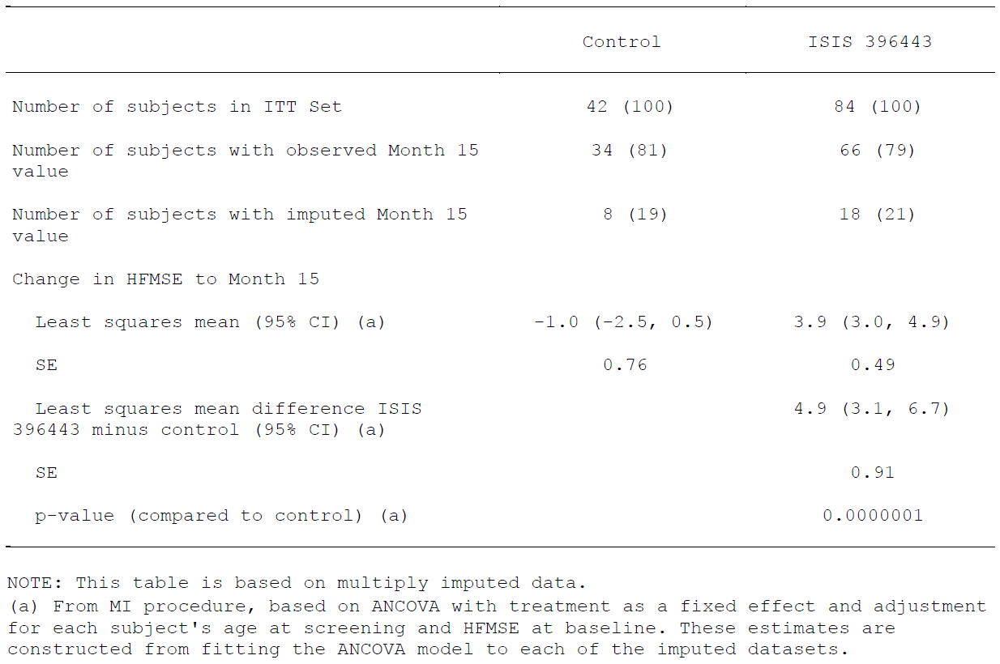 Control ISIS 396443
Number of subjects in ITT Set 42 (100) 84 (100)
Number of subjects with observed Month 15 34 (81) 66 (79)
value
Number of subjects with imputed Month 15 8 (19) 18 (21)
value
Change in HFMSE to Month 15
Least squares mean (95% CI) (a) -1.0 (-2.5, 0.5) 3.9 (3.0, 4.9)
SE 0.76 0.49
Least squares mean difference ISIS 4.9 (3.1, 6.7)
396443 minus control (95% CI) (a)
SE 0.91
p-value (compared to control) (a) 0.0000001
NOTE: This table is based on multiply imputed data.
(a) From MI procedure, based on ANCOVA with treatment as a fixed effect and adjustment
for each subject's age at screening and HFMSE at baseline. These estimates are
constructed from fitting the ANCOVA model to each of the imputed datasets.